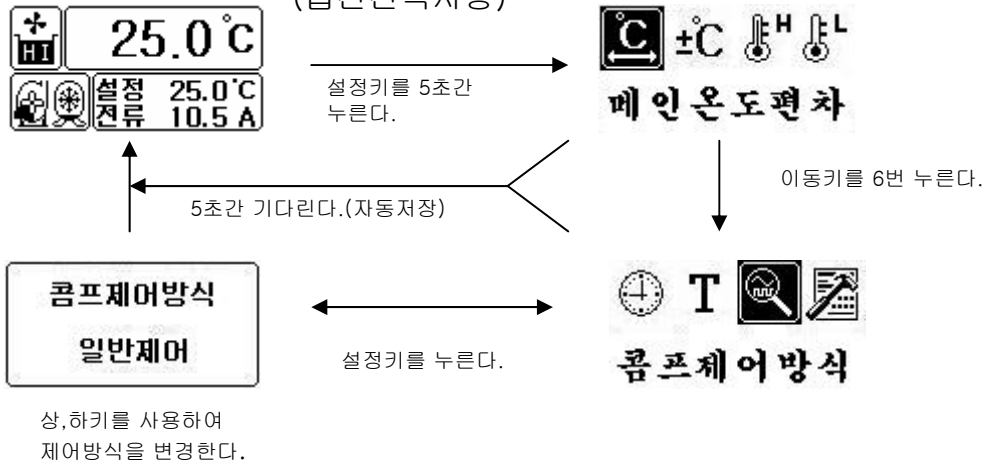 HI
25.0℃
설정 25.0℃
전류 10.5 A
설정키를 5초간
누른다.
℃ ±℃ H L
메인온도편차
이동키를 6번 누른다.
5초간 기다린다.(자동저장)
콤프제어방식
일반제어
설정키를 누른다.
T
콤프제어방식
상,하키를 사용하여
제어방식을 변경한다.